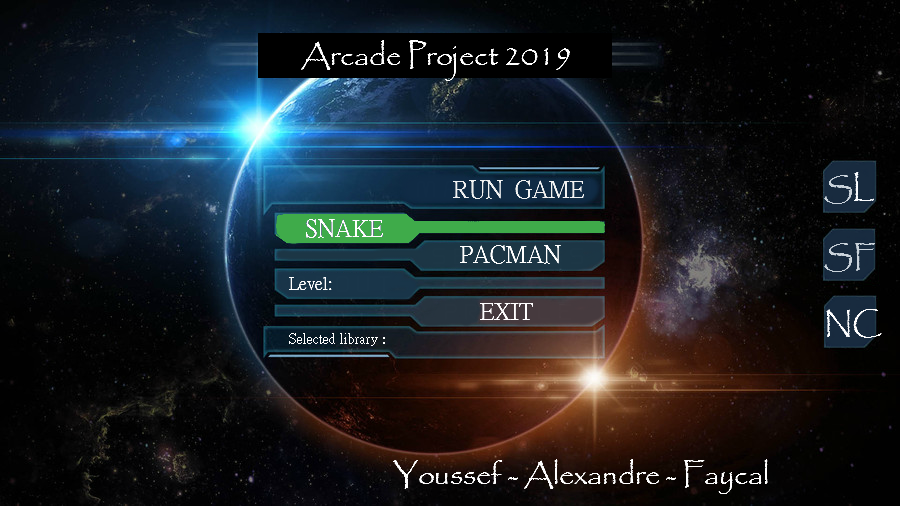 Arcade Project 2019
RUN GAME
SNAKE
PACMAN
Level:
EXIT
Selected library :
SL
SF
NC
Youssef ~ Alexandre ~ Faycal